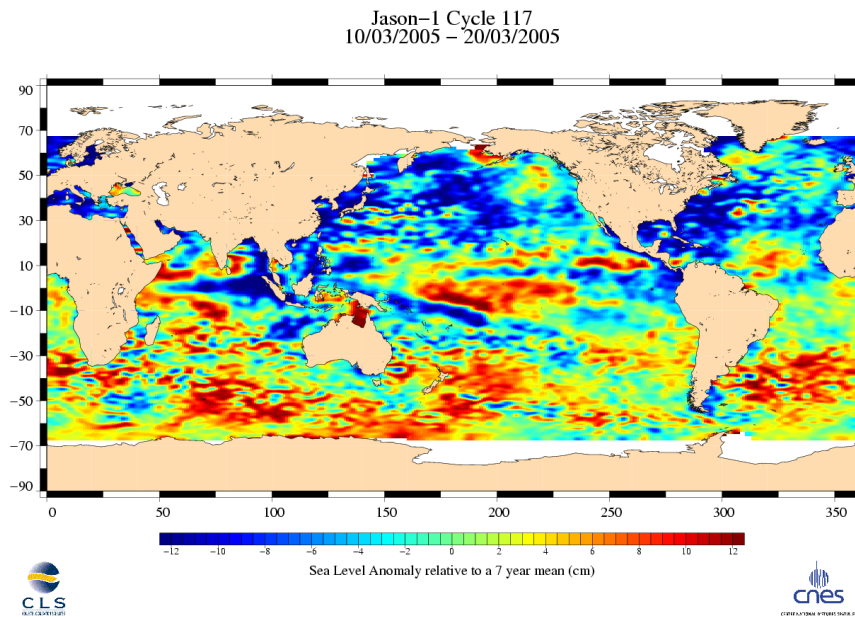 Jason−1 Cycle 117
10/03/2005 − 20/03/2005
90
70
50
30
10
−10
−30
−50
−70
−90
0 50 100 150 200 250 300 350
−12 −10 −8 −6 −4 −2 0 2 4 6 8 10 12
Sea Level Anomaly relative to a 7 year mean (cm)
CLS
cnes